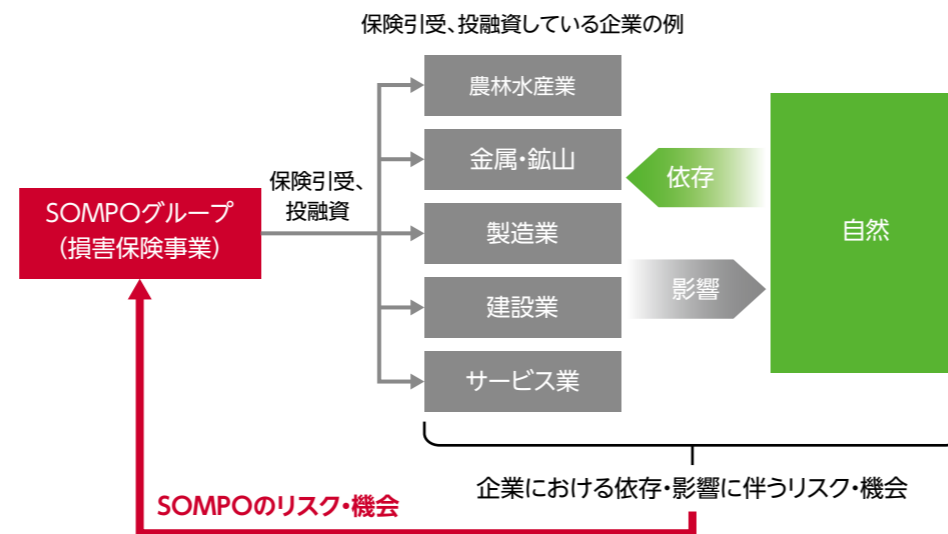 保険引受、投融資している企業の例
農林水産業
金属・鉱山
製造業
建設業
サービス業
保険引受、
投融資
SOMPOグループ
（損害保険事業）
依存
影響
自然
企業における依存・影響に伴うリスク・機会
SOMPOのリスク・機会